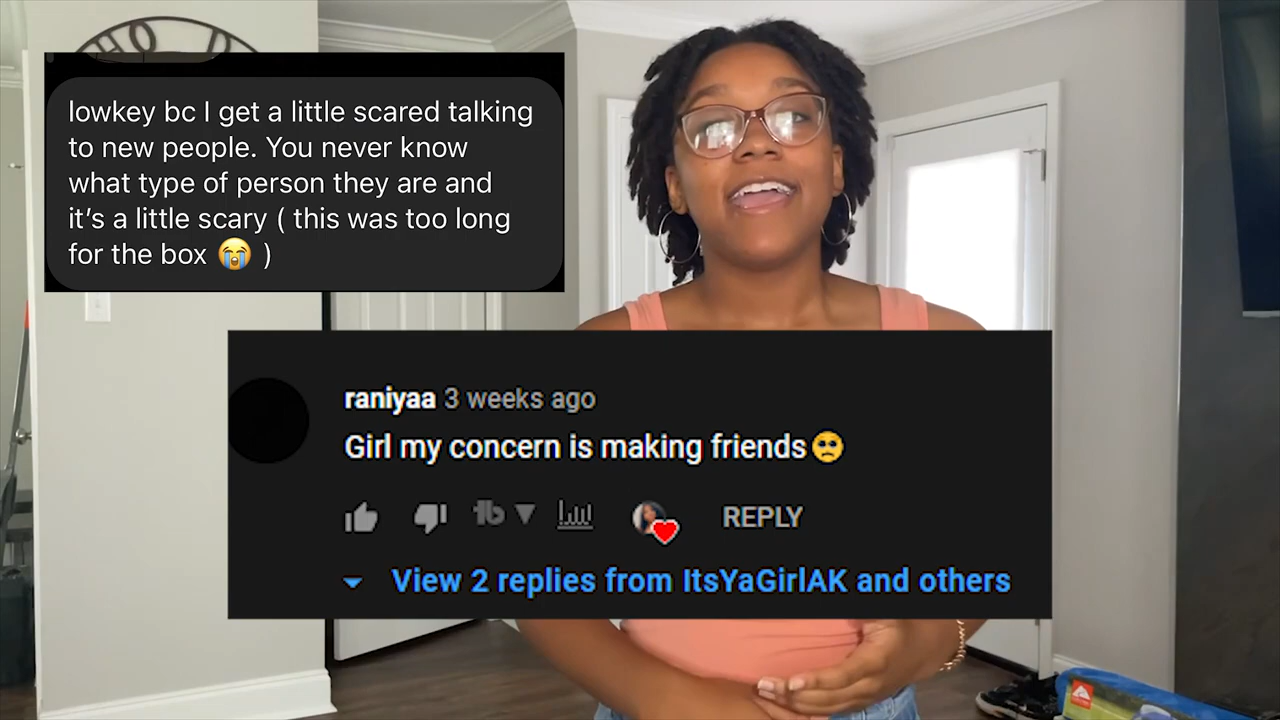 lowkey bc I get a little scared talking
to new people. You never know
what type of person they are and
it's a little scary ( this was too long
for the box 😭 )
raniyaa 3 weeks ago
Girl my concern is making friends🥺
REPLY
View 2 replies from ItsYaGirlAK and others